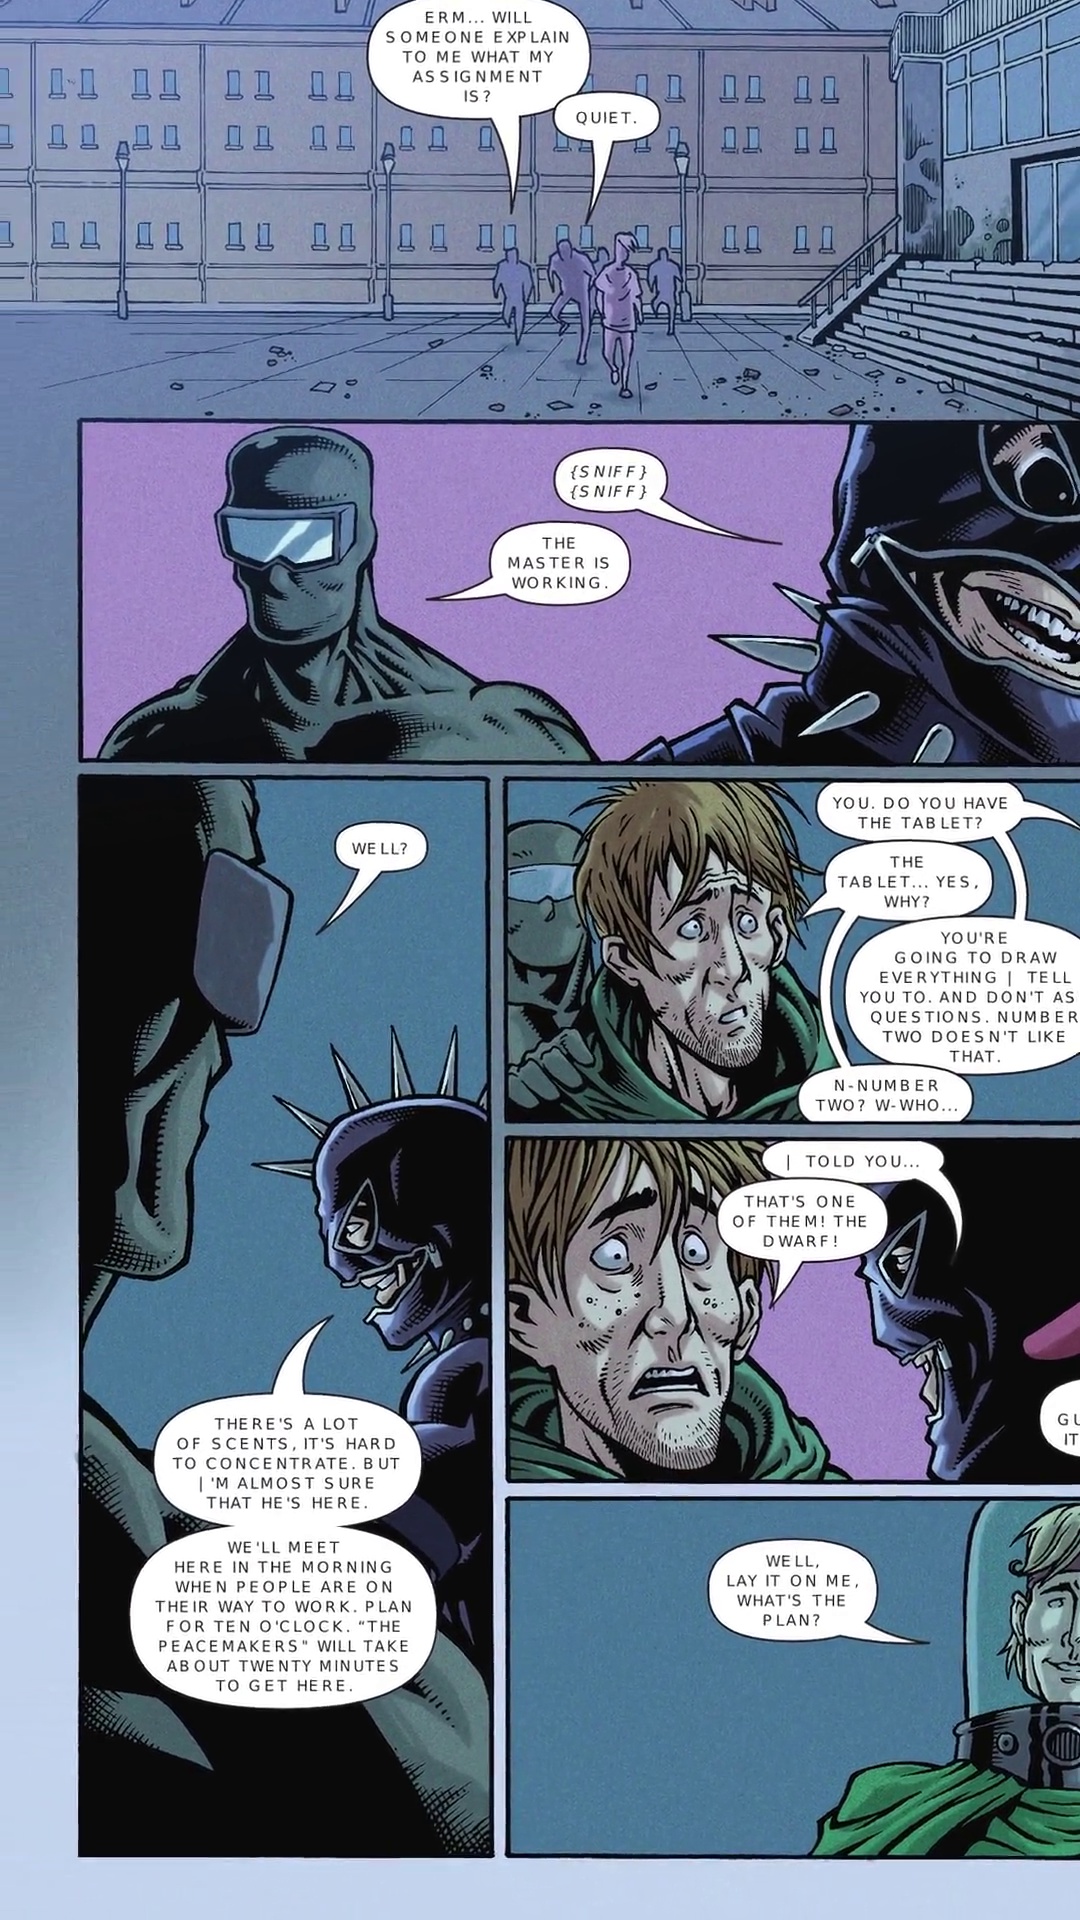 ERM... WILL
SOMEONE EXPLAIN
TO ME WHAT MY
ASSIGNMENT
IS?
QUIET.
{SNIFF}
{SNIFF}
THE
MASTER IS
WORKING.
WELL?
THERE'S A LOT
OF SCENTS, IT'S HARD
TO CONCENTRATE. BUT
I'M ALMOST SURE
THAT HE'S HERE.
WE'LL MEET
HERE IN THE MORNING
WHEN PEOPLE ARE ON
THEIR WAY TO WORK. PLAN
FOR TEN O'CLOCK. "THE
PEACEMAKERS" WILL TAKE
ABOUT TWENTY MINUTES
TO GET HERE.
YOU. DO YOU HAVE
THE TABLET?
THE
TABLET... YES,
WHY?
YOU'RE
GOING TO DRAW
EVERYTHING I TELL
YOU TO. AND DON'T AS
QUESTIONS. NUMBER
TWO DOESN'T LIKE
THAT.
N-NUMBER
TWO? W-WHO...
I TOLD YOU...
THAT'S ONE
OF THEM! THE
DWARF!
GU
IT
WELL,
LAY IT ON ME,
WHAT'S THE
PLAN?